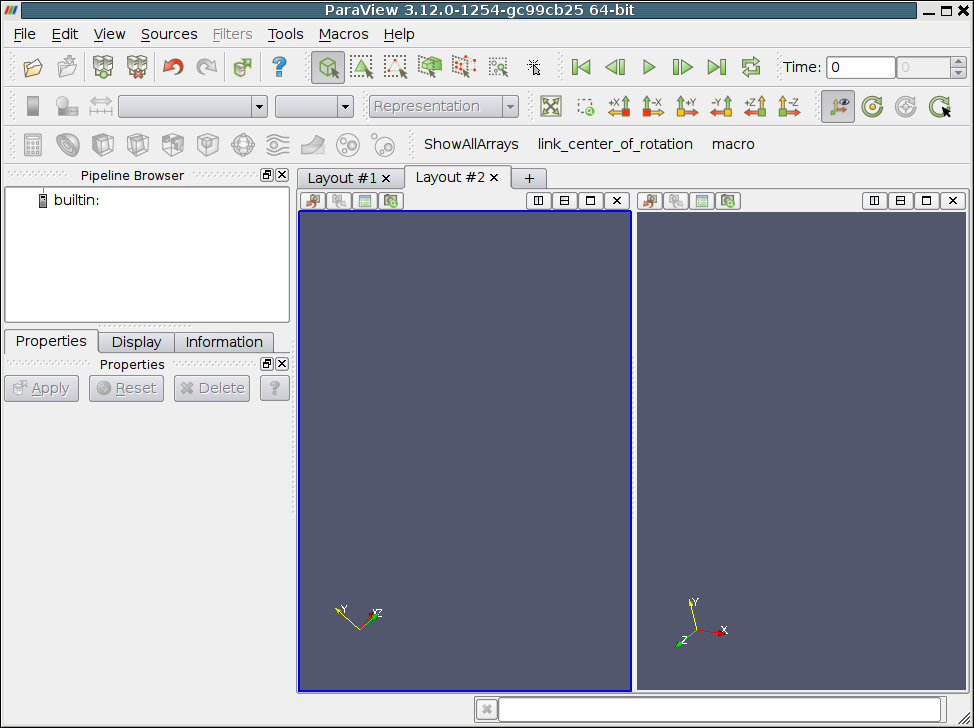 ParaView 3.12.0-1254-gc99cb25 64-bit
File Edit View Sources Filters Tools Macros Help
? Time: 0 0
Representation +X -X +Y -Y +Z -Z
ShowAllArrays link_center_of_rotation macro
Pipeline Browser
builtin:
Layout #1 Layout #2 +
Properties Display Information
Properties
Apply Reset Delete ?
Y X Z
Y X Z